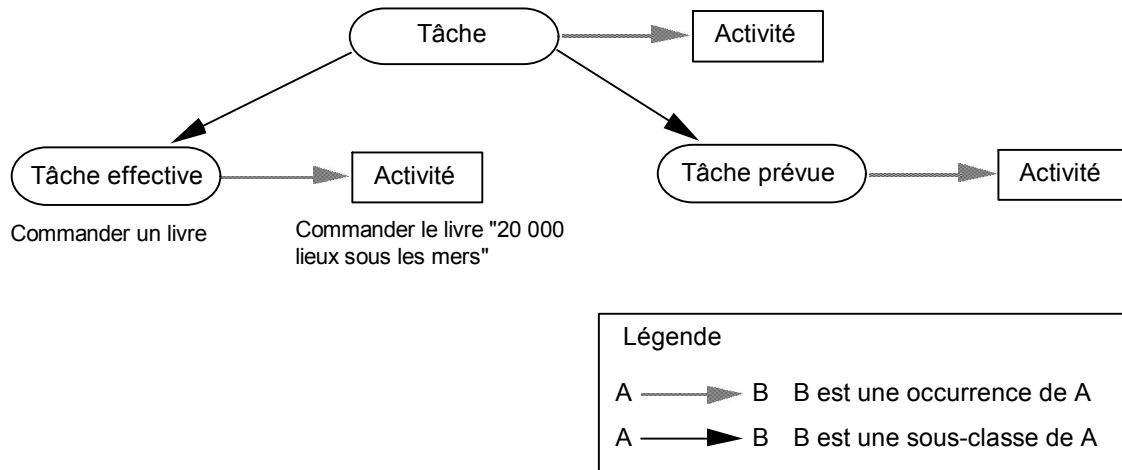 Tâche
Activité
Tâche effective
Activité
Tâche prévue
Activité
Commander un livre
Commander le livre "20 000
lieux sous les mers"
Légende
A B B est une occurrence de A
A B B est une sous-classe de A